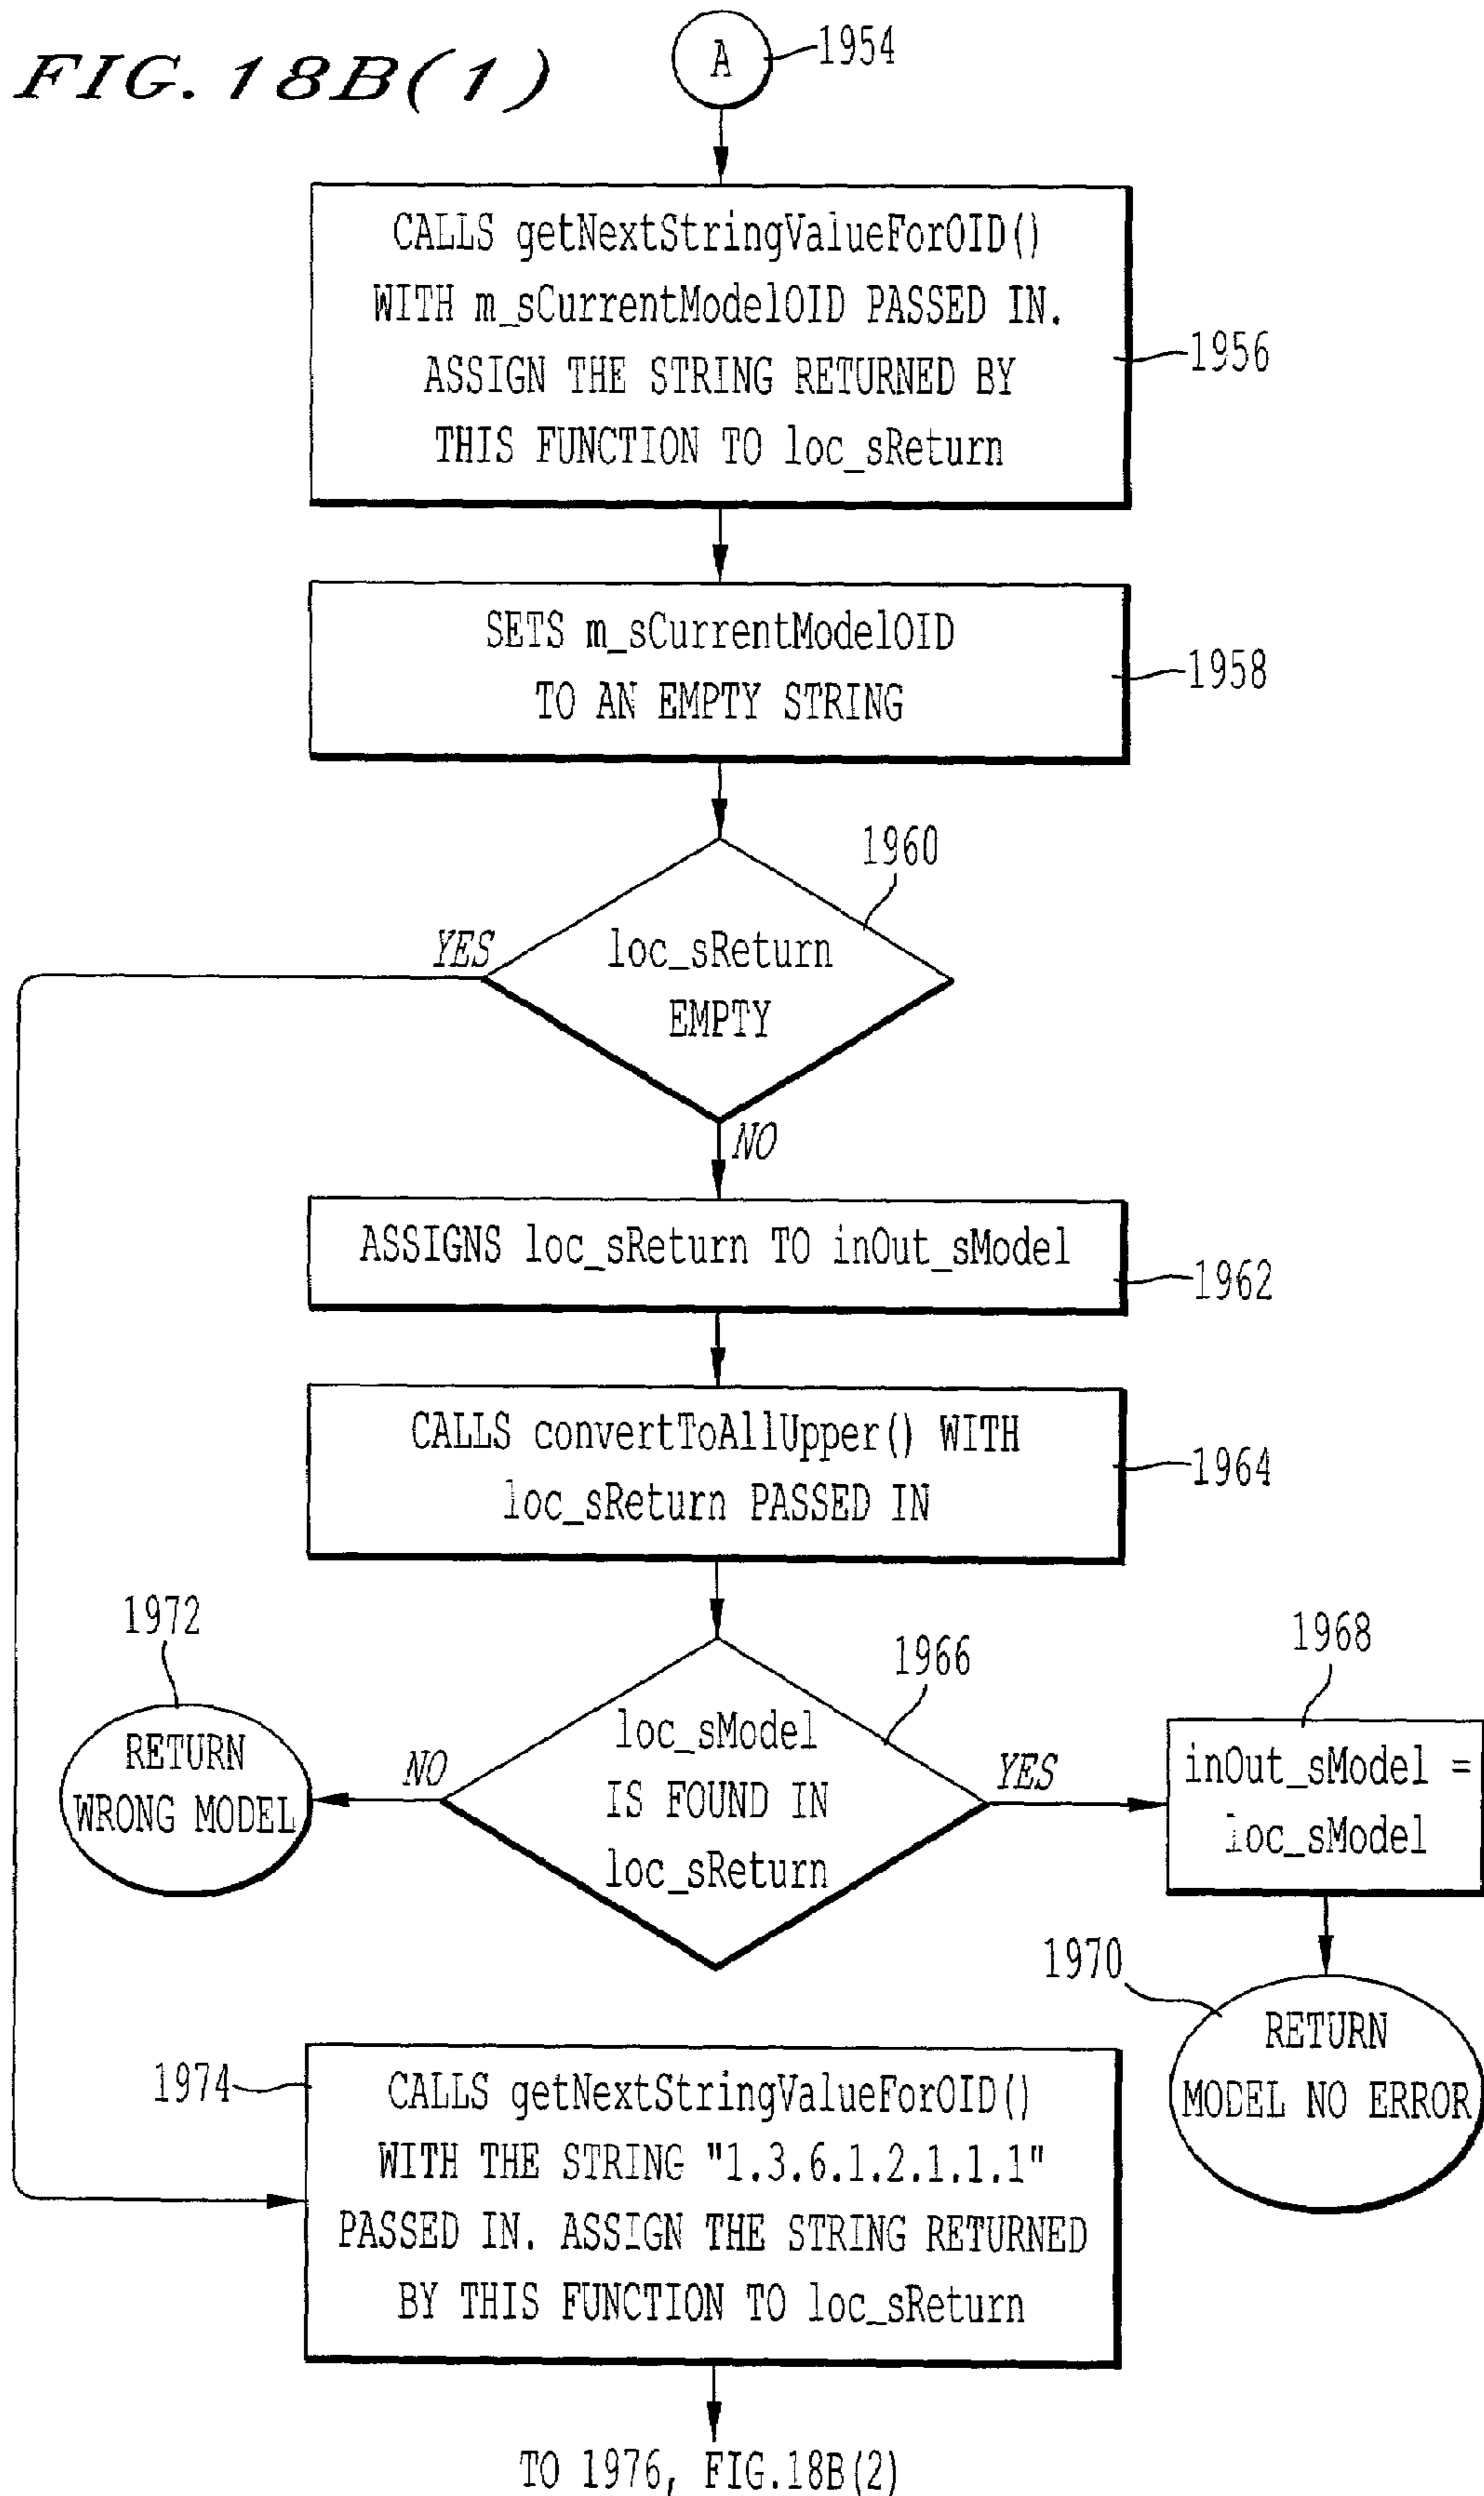 FIG. 18B(1)
A
1954
CALLS getNextStringValueForOID()
WITH m_sCurrentModelOID PASSED IN.
ASSIGN THE STRING RETURNED BY
THIS FUNCTION TO loc_sReturn
1956
SETS m_sCurrentModelOID
TO AN EMPTY STRING
1958
1960
YES
loc_sReturn
EMPTY
NO
ASSIGNS loc_sReturn TO inOut_sModel
1962
CALLS convertToAllUpper() WITH
loc_sReturn PASSED IN
1964
1972
RETURN
WRONG MODEL
NO
1966
loc_sModel
IS FOUND IN
loc_sReturn
YES
1968
inOut_sModel =
loc_sModel
1970
RETURN
MODEL NO ERROR
1974
CALLS getNextStringValueForOID()
WITH THE STRING "1.3.6.1.2.1.1.1"
PASSED IN. ASSIGN THE STRING RETURNED
BY THIS FUNCTION TO loc_sReturn
TO 1976, FIG.18B(2)